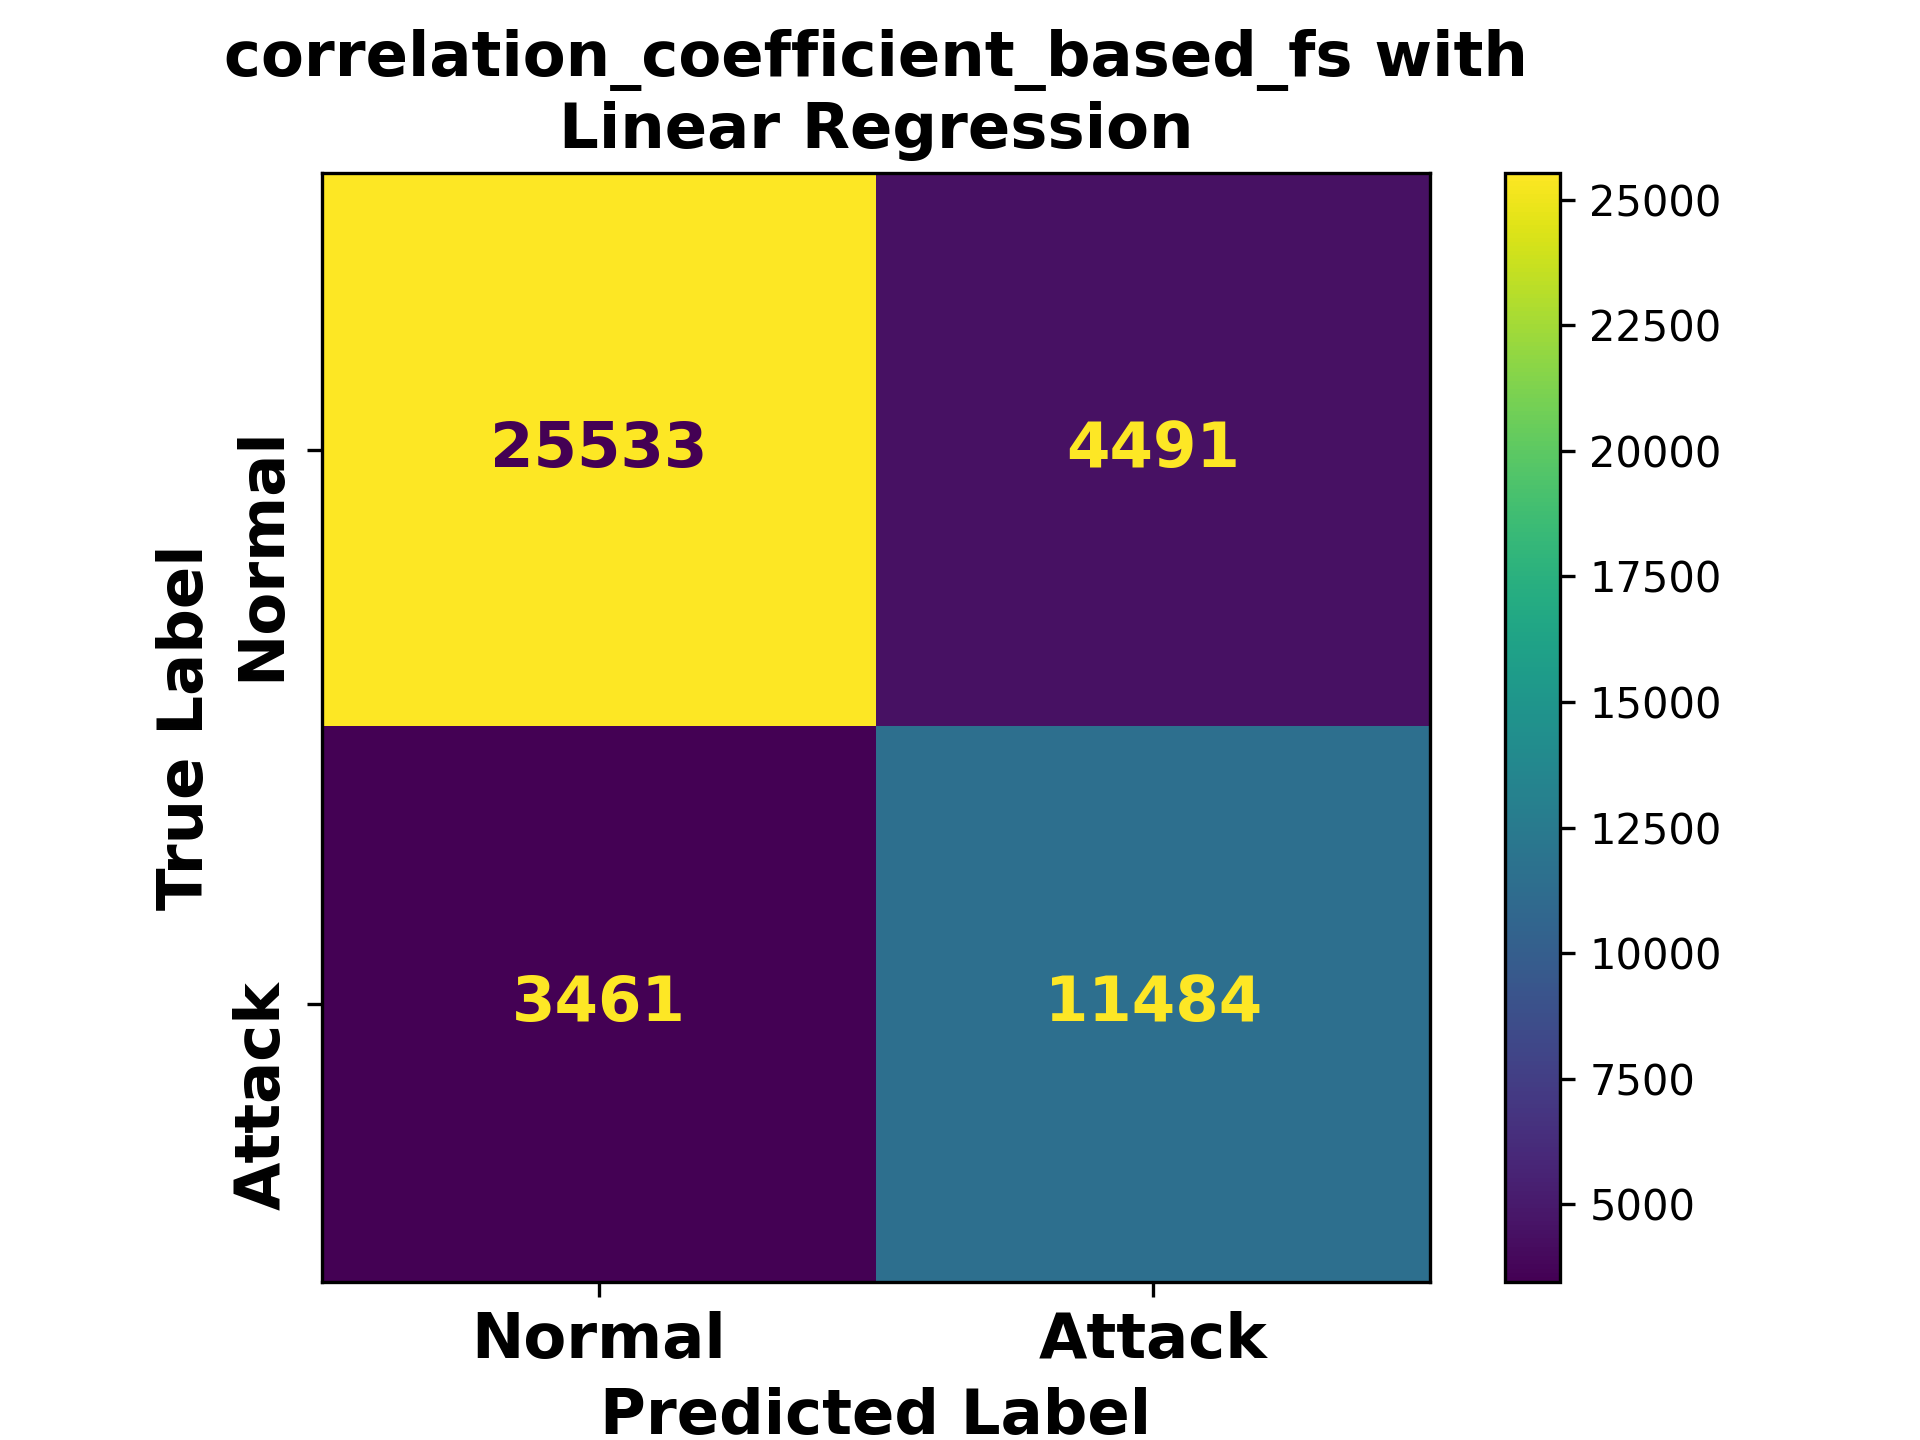 correlation_coefficient_based_fs with
Linear Regression
True Label
Normal
Attack
25533
4491
3461
11484
Normal
Attack
Predicted Label
25000
22500
20000
17500
15000
12500
10000
7500
5000